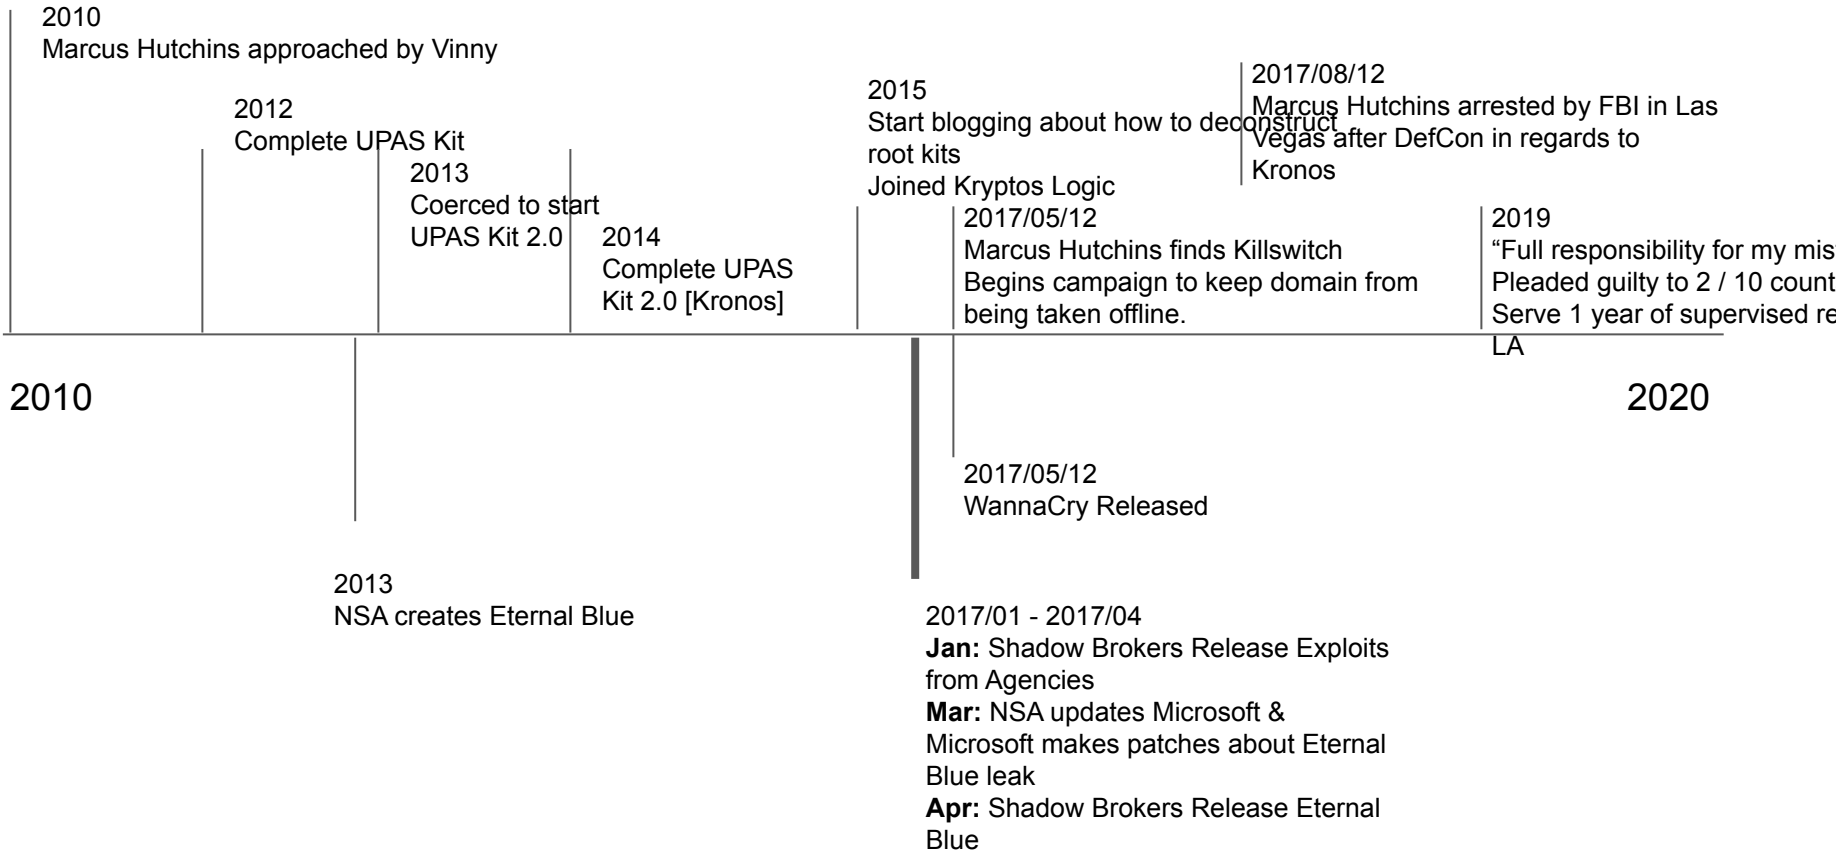 2010
Marcus Hutchins approached by Vinny
2012
Complete UPAS Kit
2013
Coerced to start
UPAS Kit 2.0
2014
Complete UPAS
Kit 2.0 [Kronos]
2015
Start blogging about how to deconstruct
root kits
Joined Kryptos Logic
2017/05/12
Marcus Hutchins finds Killswitch
Begins campaign to keep domain from
being taken offline.
2017/08/12
Marcus Hutchins arrested by FBI in Las
Vegas after DefCon in regards to
Kronos
2019
“Full responsibility for my
Pleaded guilty to 2 / 10
Serve 1 year of supervised
LA
2010
2020
2013
NSA creates Eternal Blue
2017/05/12
WannaCry Released
2017/01 - 2017/04
Jan: Shadow Brokers Release Exploits
from Agencies
Mar: NSA updates Microsoft &
Microsoft makes patches about Eternal
Blue leak
Apr: Shadow Brokers Release Eternal
Blue